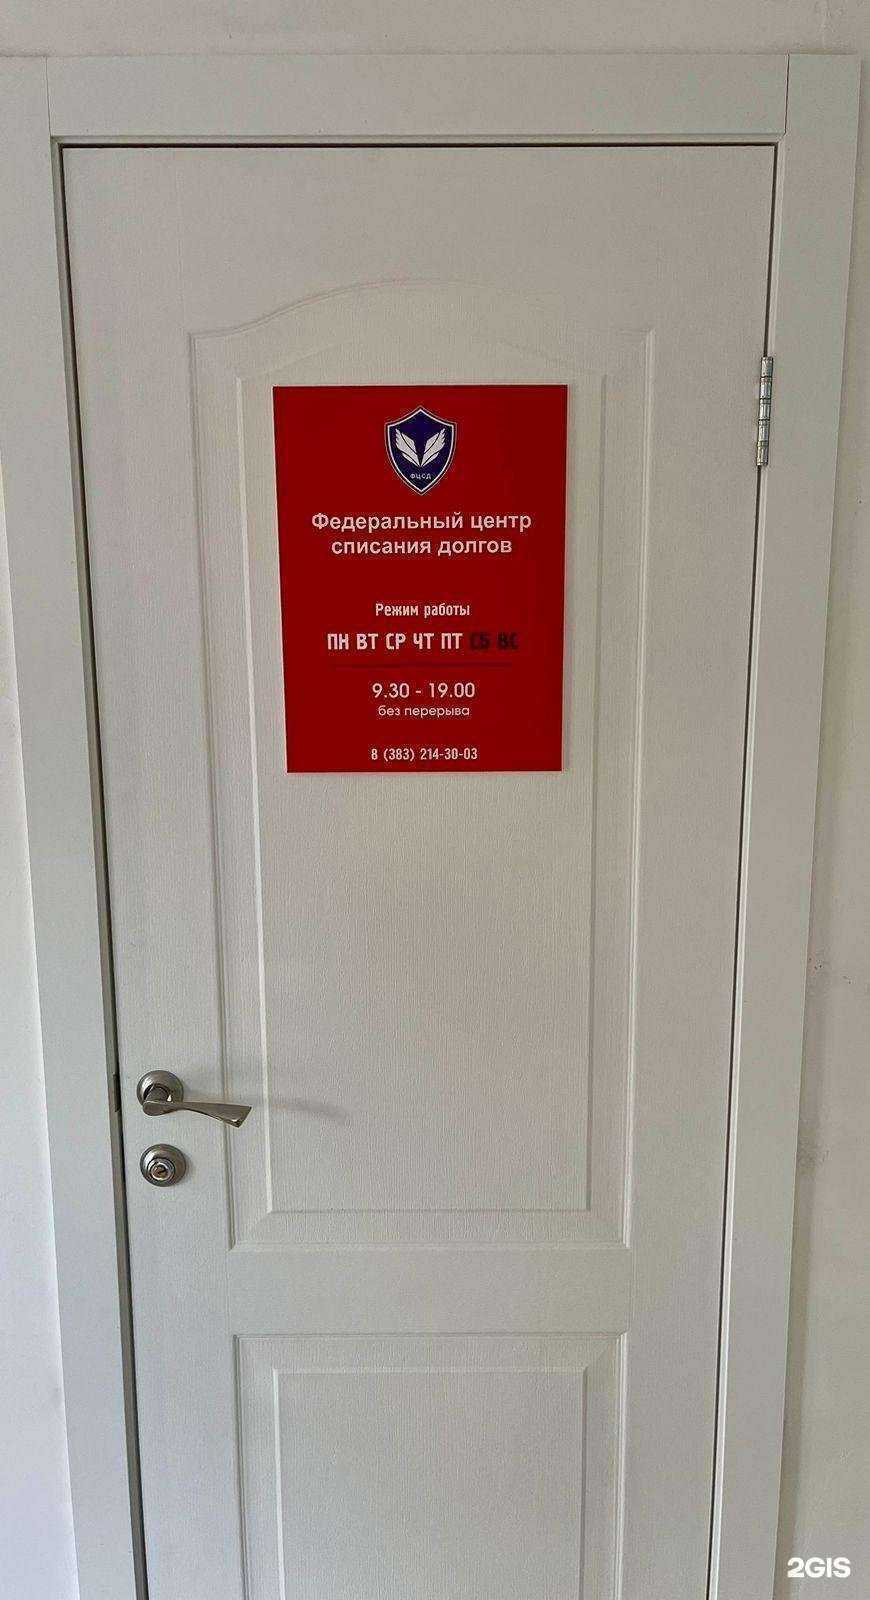 ФЦСД
Федеральный центр
списания долгов
Режим работы
ПН ВТ СР ЧТ ПТ СБ ВС
9.30 - 19.00
без перерыва
8 (383) 214-30-03
2GIS